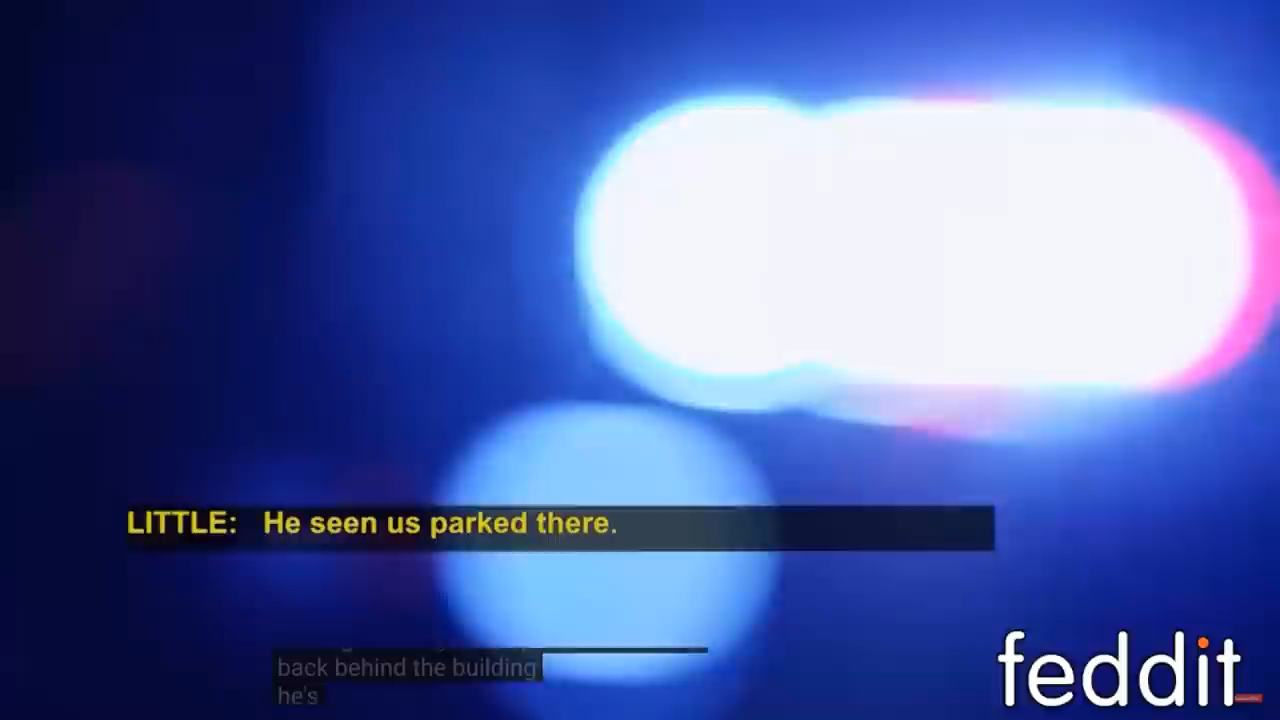 LITTLE: He seen us parked there.
back behind the building
he's
feddit